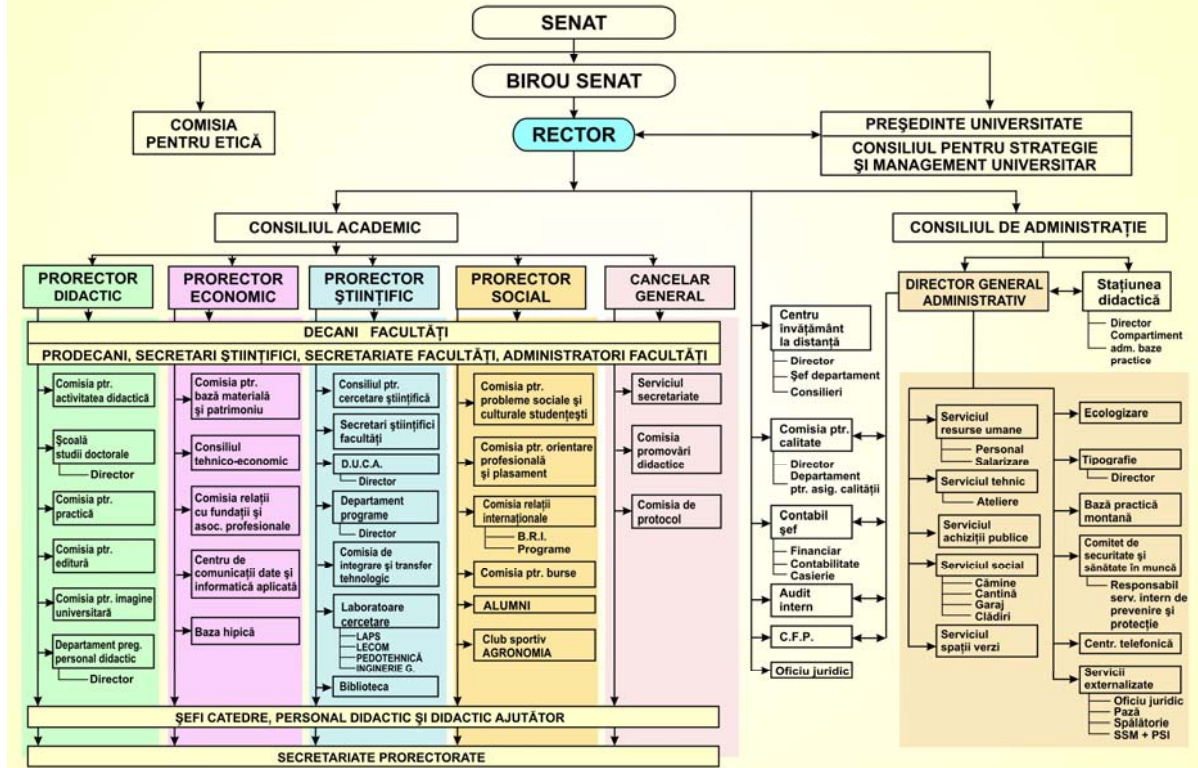 SENAT
BIROU SENAT
COMISIA
PENTRU ETICĂ
RECTOR
PREŞEDINTE UNIVERSITATE
CONSILIUL PENTRU STRATEGIE
ŞI MANAGEMENT UNIVERSITAR
CONSILIUL ACADEMIC
CONSILIUL DE ADMINISTRAŢIE
PRORECTOR
DIDACTIC
PRORECTOR
ECONOMIC
PRORECTOR
ŞTIINŢIFIC
PRORECTOR
SOCIAL
CANCELAR
GENERAL
DECANI FACULTĂŢI
PRODECANI, SECRETARI ŞTIINŢIFICI, SECRETARIATE FACULTĂŢI, ADMINISTRATORI FACULTĂŢI
Comisia ptr.
activitatea didactică
Şcoală
studii doctorale
Director
Comisia ptr.
practică
Comisia ptr.
editură
Comisia ptr. imagine
universitară
Departament preg.
personal didactic
Director
Comisia ptr.
bază materială
şi patrimoniu
Consiliul
tehnico-economic
Comisia relaţii
cu fundaţii şi
asoc. profesionale
Centru de
comunicaţii date şi
informatică aplicată
Baza hipică
Consiliul ptr.
cercetare ştiinţifică
Secretari ştiinţifici
facultăţi
D.U.C.A.
Director
Departament
programe
Director
Comisia de
integrare şi transfer
tehnologic
Laboratoare
cercetare
LAPS
LECOM
PEDOTEHNICĂ
INGINERIE G.
Biblioteca
Comisia ptr.
probleme sociale şi
culturale studenţeşti
Comisia ptr. orientare
profesională
şi plasament
Comisia relaţii
internaţionale
B.R.I.
Programe
Comisia ptr. burse
ALUMNI
Club sportiv
AGRONOMIA
Serviciul
secretariate
Comisia
promovări
didactice
Comisia de
protocol
ŞEFI CATEDRE, PERSONAL DIDACTIC ŞI DIDACTIC AJUTĂTOR
SECRETARIATE PRORECTORATE
Centru
învăţământ
la distanţă
Director
Şef departament
Consilieri
Comisia ptr.
calitate
Director
Departament
ptr. asig. calităţii
Contabil
şef
Financiar
Contabilitate
Casierie
Audit
intern
C.F.P.
Oficiu juridic
DIRECTOR GENERAL
ADMINISTRATIV
Staţiunea
didactică
Director
Compartiment
adm. baze
practice
Serviciul
resurse umane
Personal
Salarizare
Serviciul tehnic
Ateliere
Serviciul
achiziţii publice
Serviciul social
Cămine
Cantină
Garaj
Clădiri
Serviciul
spaţii verzi
Ecologizare
Tipografie
Director
Bază practică
montană
Comitet de
securitate şi
sănătate în muncă
Responsabil
serv. intern de
prevenire şi
protecţie
Centr. telefonică
Servicii
externalizate
Oficiu juridic
Pază
Spălătorie
SSM + PSI